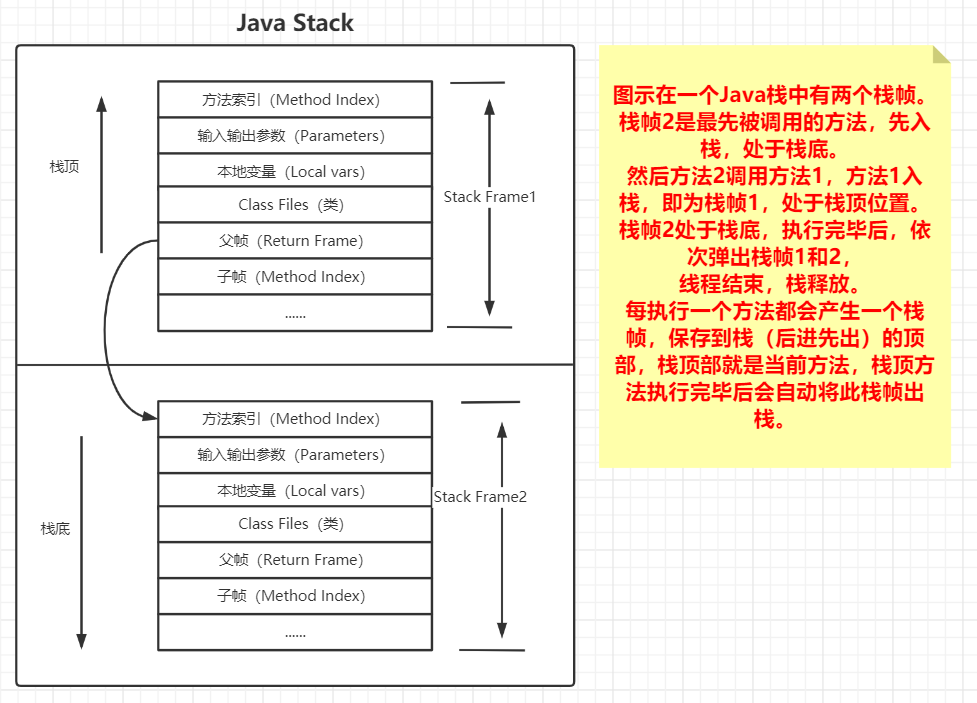 Java Stack
栈顶
方法索引（Method Index）
输入输出参数（Parameters）
本地变量（Local vars）
Class Files（类）
父帧（Return Frame）
子帧（Method Index）
......
Stack Frame1
栈底
方法索引（Method Index）
输入输出参数（Parameters）
本地变量（Local vars）
Class Files（类）
父帧（Return Frame）
子帧（Method Index）
......
Stack Frame2
图示在一个Java栈中有两个栈帧。
栈帧2是最先被调用的方法，先入
栈，处于栈底。
然后方法2调用方法1，方法1入
栈，即为栈帧1，处于栈顶位置。
栈帧2处于栈底，执行完毕后，依
次弹出栈帧1和2，
线程结束，栈释放。
每执行一个方法都会产生一个栈
帧，保存到栈（后进先出）的顶
部，栈顶部就是当前方法，栈顶方
法执行完毕后会自动将此栈帧出
栈。